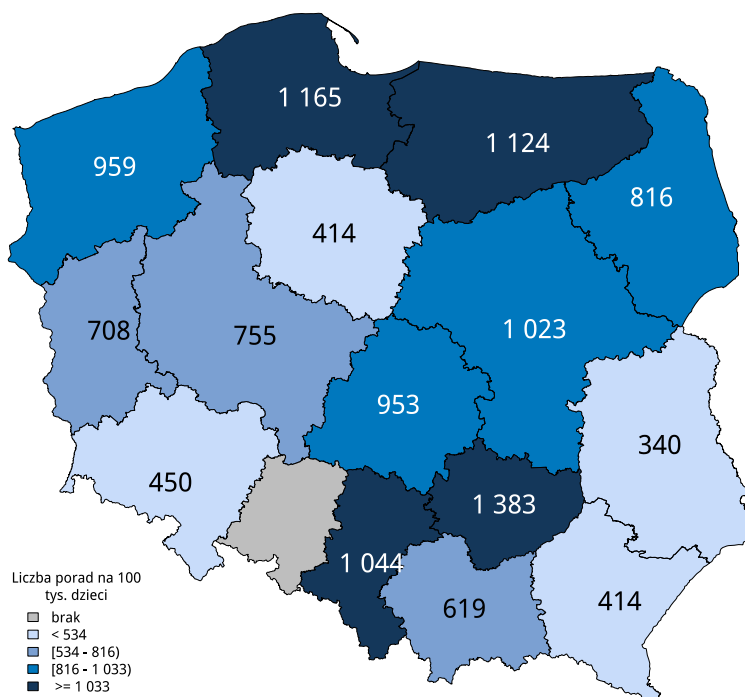 1 165
1 124
959
816
414
708
755
1 023
953
340
450
1 383
1 044
619
414
Liczba porad na 100
tys. dzieci
brak
< 534
[534 - 816)
[816 - 1 033)
>= 1 033